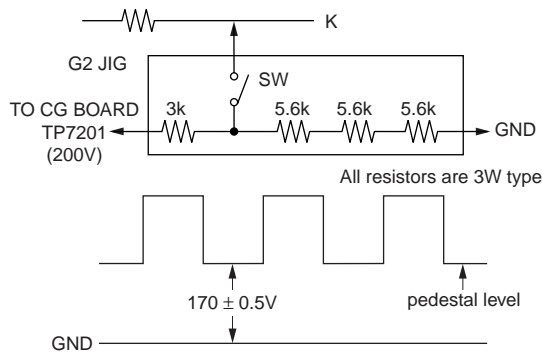 K
G2 JIG
SW
TO CG BOARD
TP7201
(200V)
3k
5.6k 5.6k 5.6k
GND
All resistors are 3W type
170 ± 0.5V
pedestal level
GND